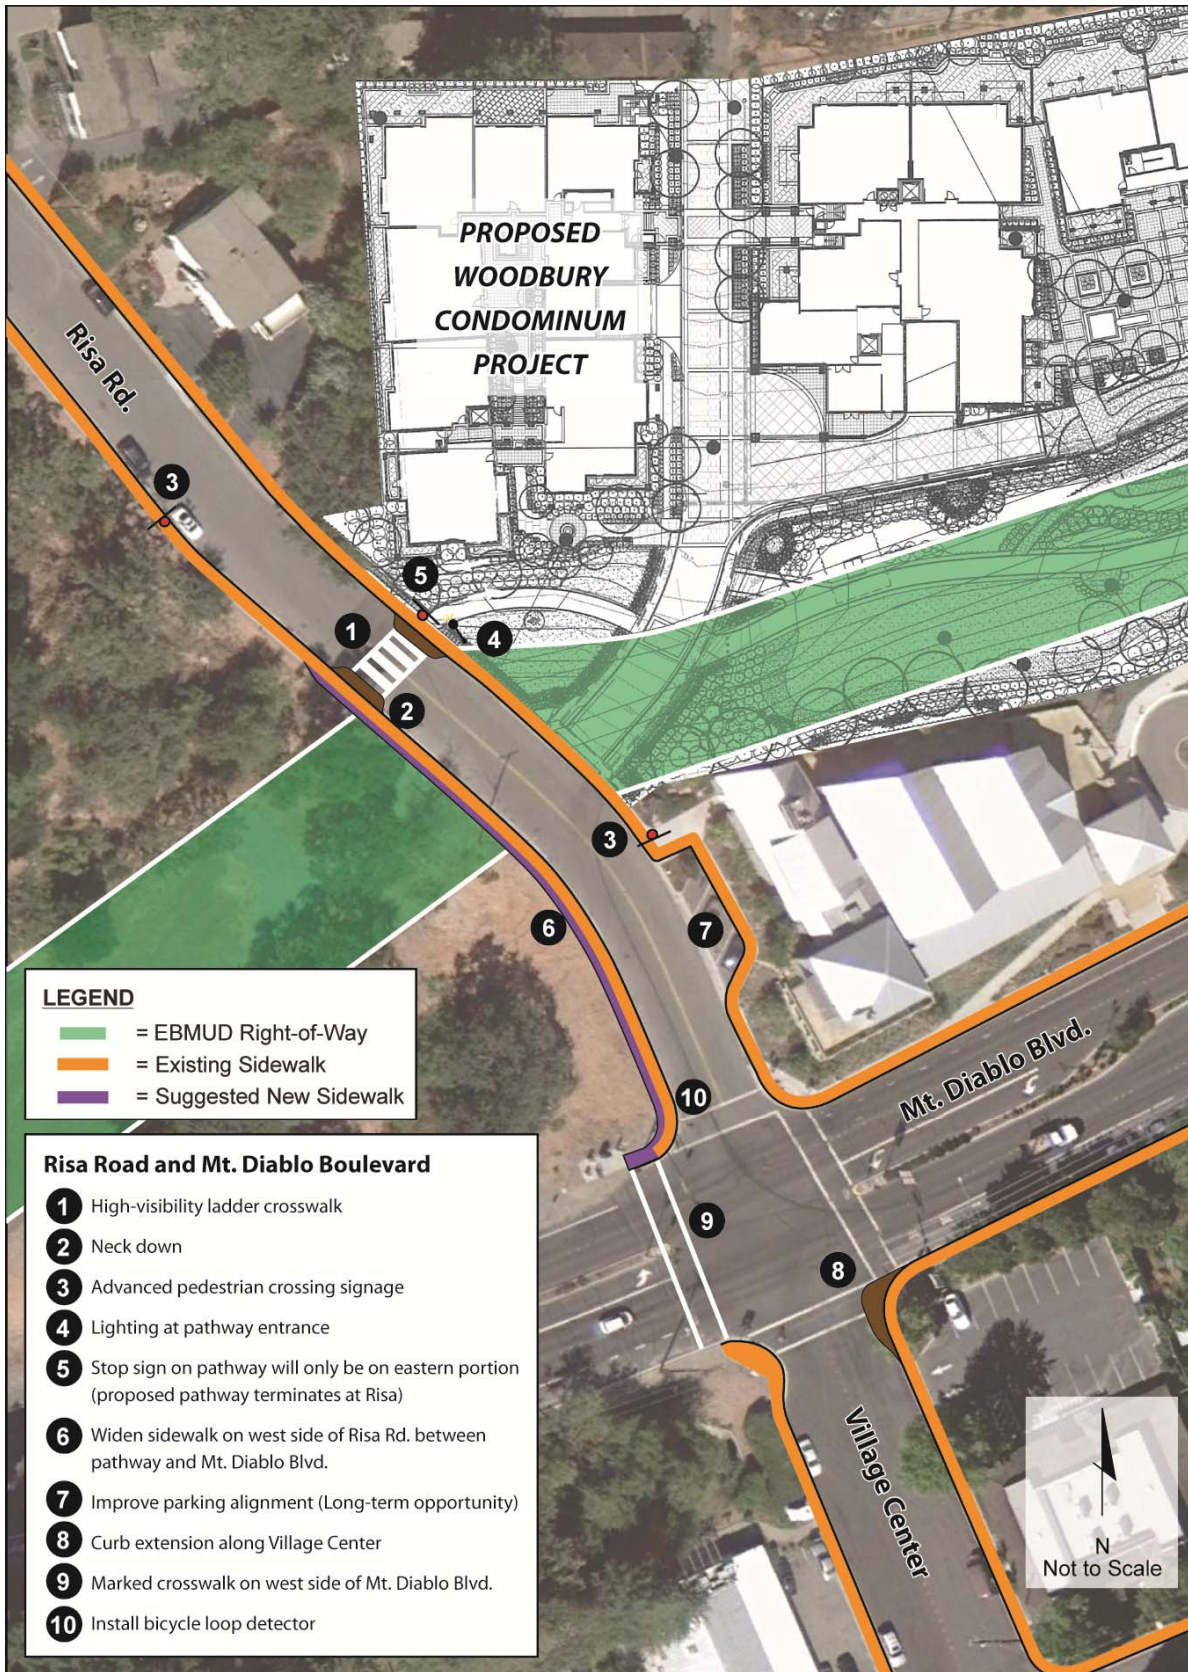 PROPOSED
WOODBURY
CONDOMINUM
PROJECT
Risa Rd.
3
5
1
4
2
3
7
6
10
Mt. Diablo Blvd.
9
8
Village Center
LEGEND
= EBMUD Right-of-Way
= Existing Sidewalk
= Suggested New Sidewalk
Risa Road and Mt. Diablo Boulevard
1 High-visibility ladder crosswalk
2 Neck down
3 Advanced pedestrian crossing signage
4 Lighting at pathway entrance
5 Stop sign on pathway will only be on eastern portion
(proposed pathway terminates at Risa)
6 Widen sidewalk on west side of Risa Rd. between
pathway and Mt. Diablo Blvd.
7 Improve parking alignment (Long-term opportunity)
8 Curb extension along Village Center
9 Marked crosswalk on west side of Mt. Diablo Blvd.
10 Install bicycle loop detector
N
Not to Scale